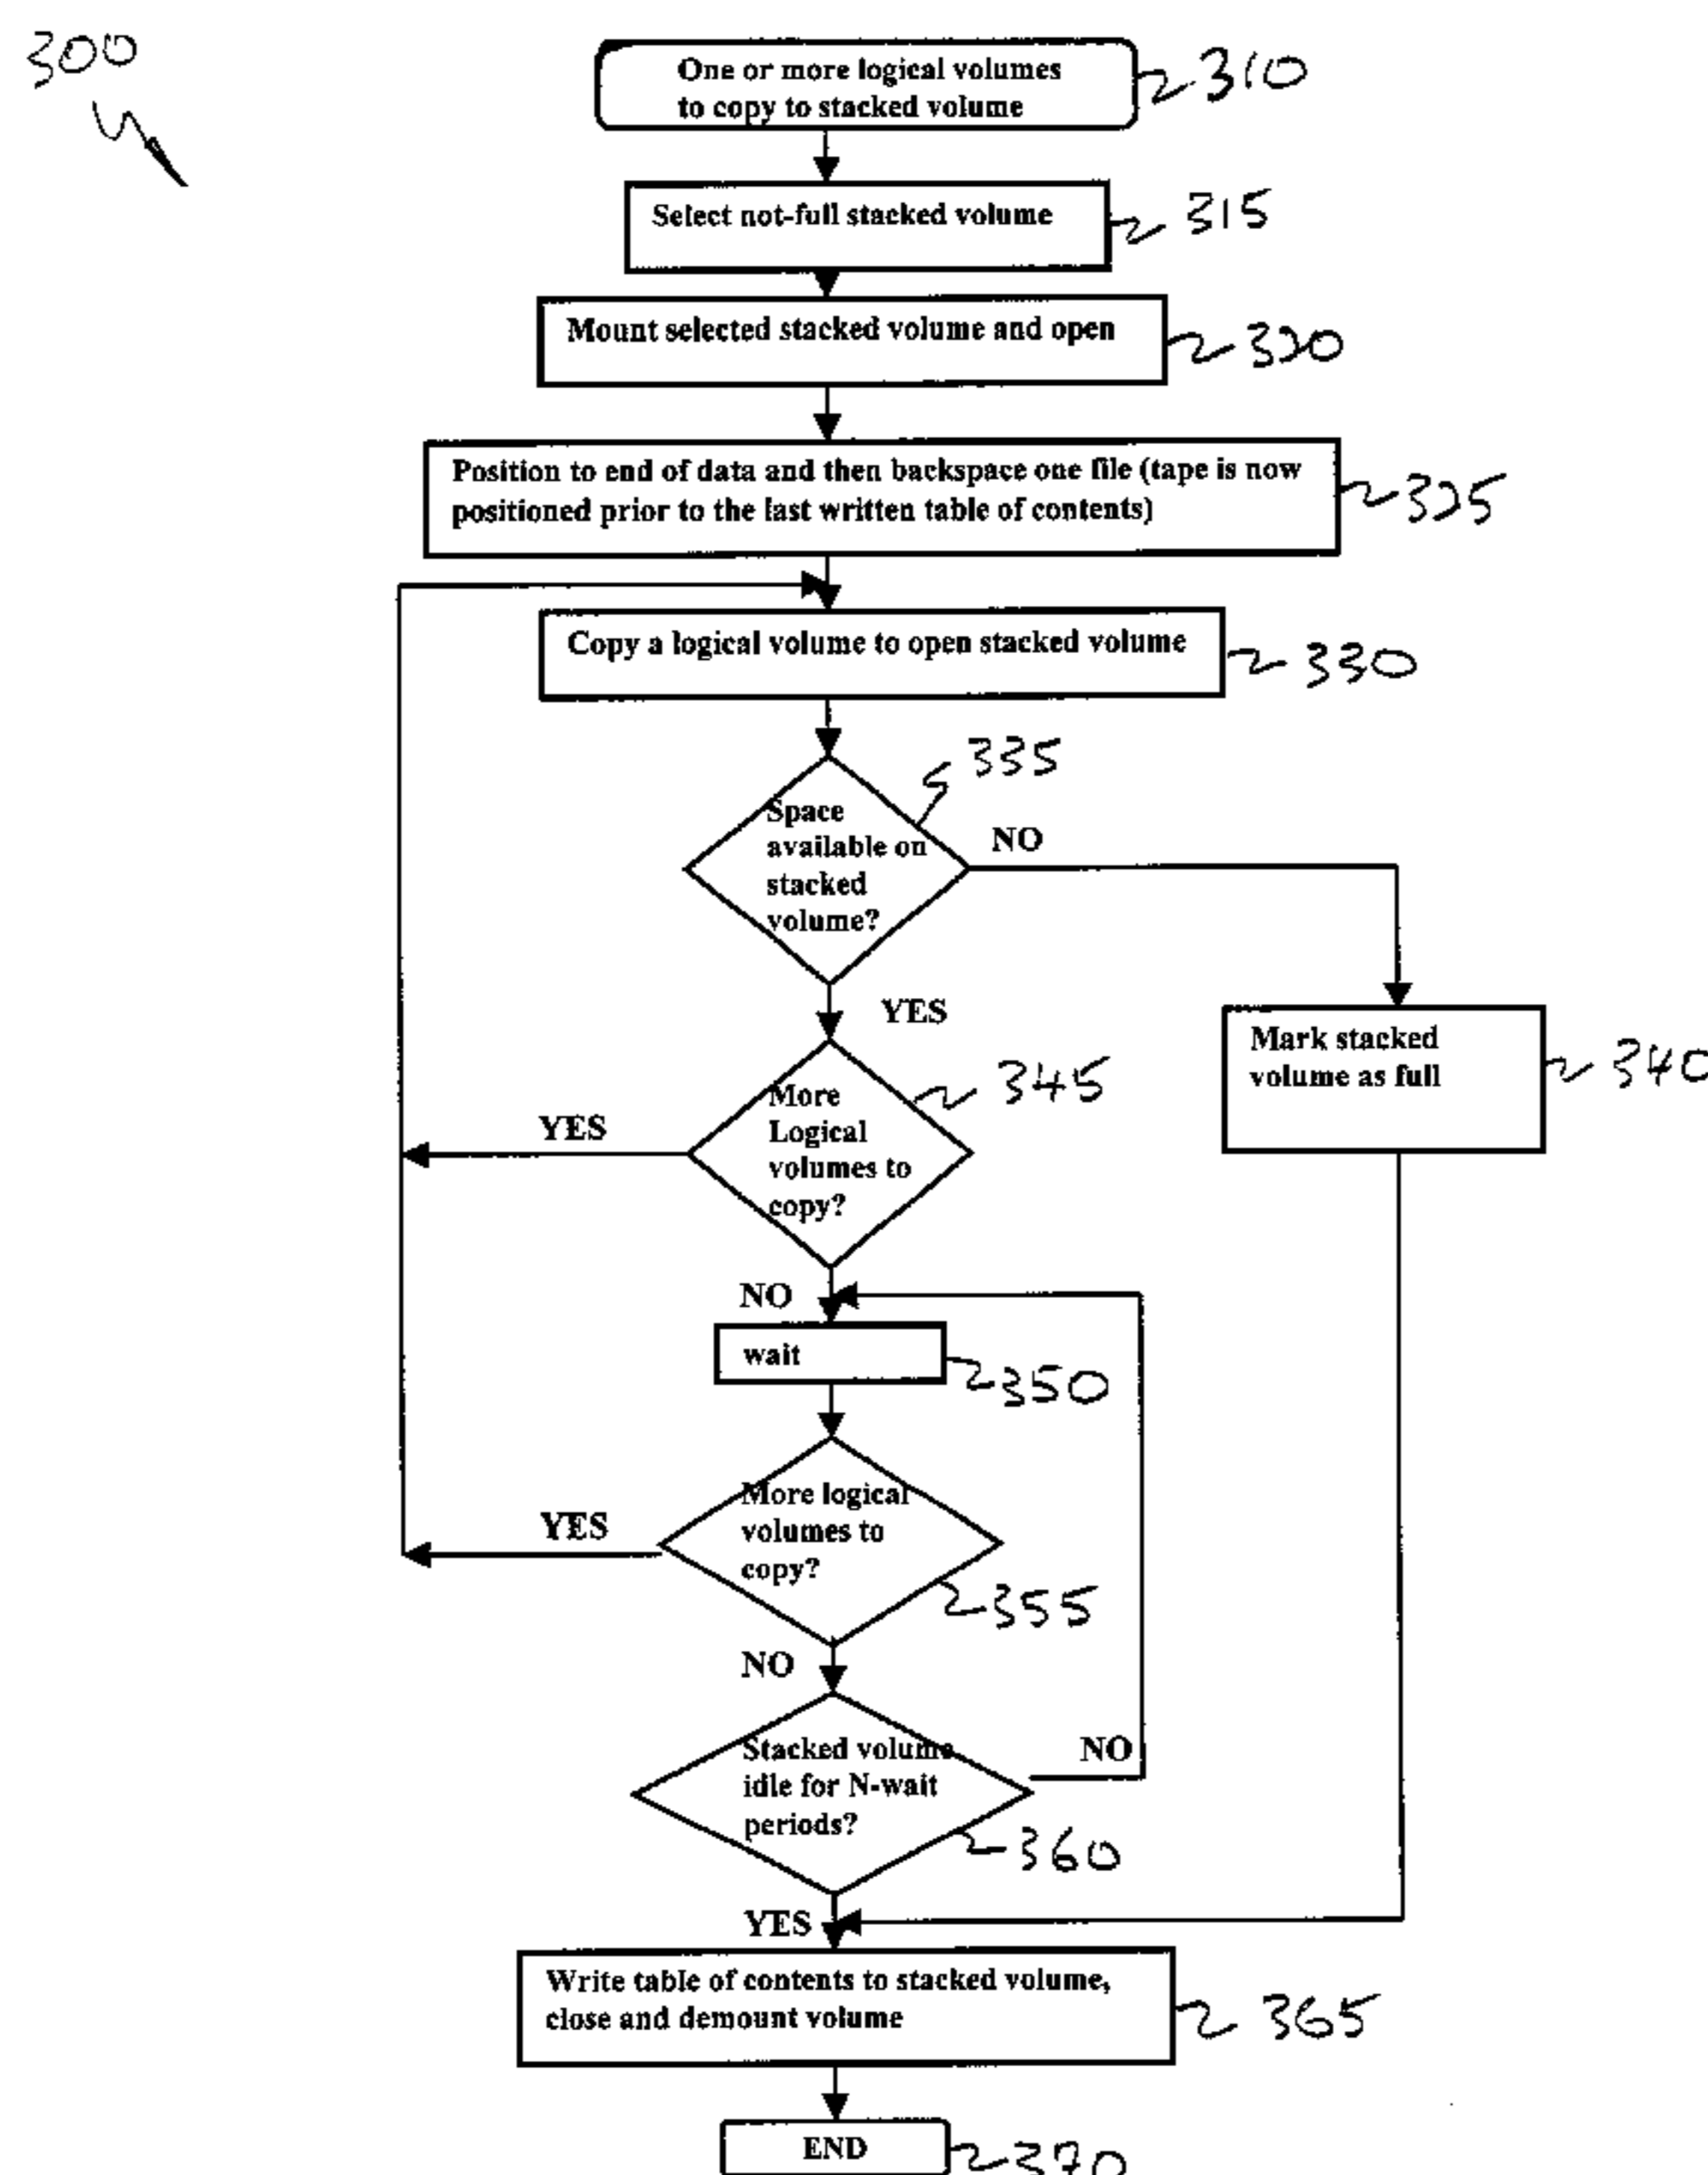 300
One or more logical volumes
to copy to stacked volume
310
Select not-full stacked volume
315
Mount selected stacked volume and open
320
Position to end of data and then backspace one file (tape is now
positioned prior to the last written table of contents)
325
Copy a logical volume to open stacked volume
330
335
Space
available on
stacked
volume?
NO
YES
Mark stacked
volume as full
340
345
More
Logical
volumes to
copy?
YES
NO
wait
350
More logical
volumes to
copy?
YES
355
NO
Stacked volume
idle for N-wait
periods?
NO
360
YES
Write table of contents to stacked volume,
close and demount volume
365
END
370